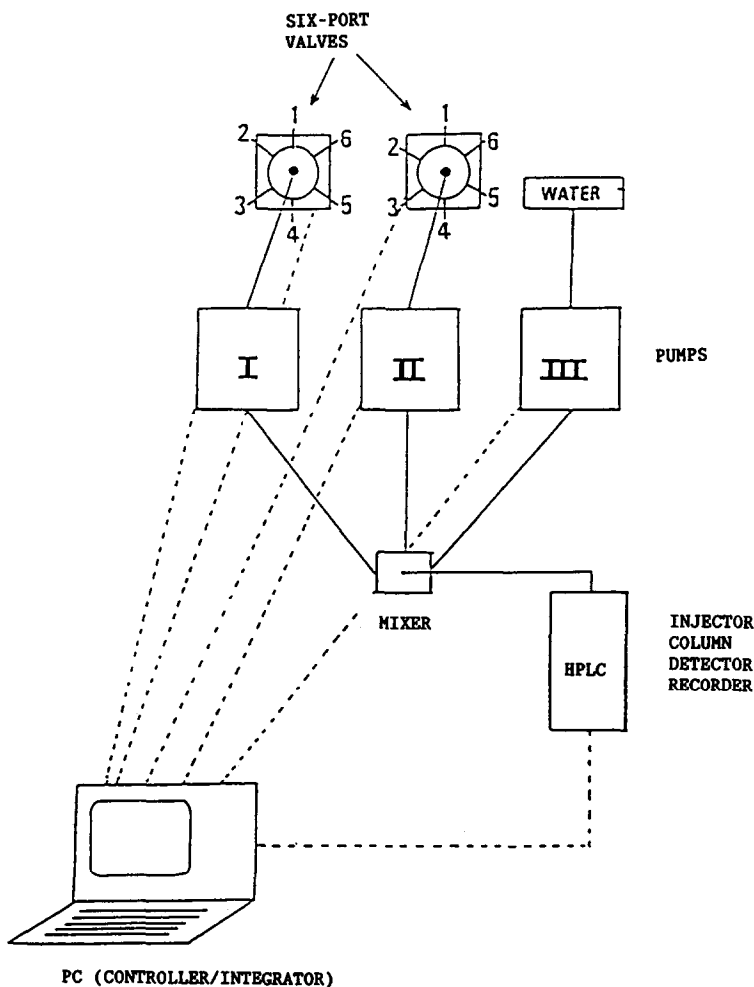 SIX-PORT
VALVES
1
2
6
3
5
4
1
2
6
3
5
4
WATER
I
II
III
PUMPS
MIXER
HPLC
INJECTOR
COLUMN
DETECTOR
RECORDER
PC (CONTROLLER/INTEGRATOR)